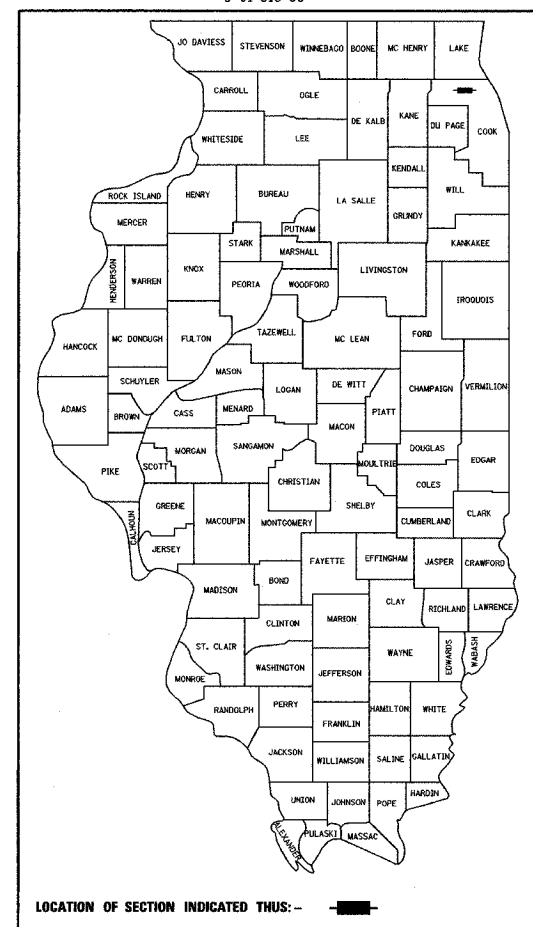 JO DAVIESS STEVENSON WINNEBAGO BOONE MC HENRY LAKE
CARROLL OGLE DE KALB KANE DU PAGE COOK
WHITESIDE LEE
KENDALL WILL
ROCK ISLAND HENRY BUREAU LA SALLE GRUNDY
MERCER PUTNAM
STARK MARSHALL KANKAKEE
HENDERSON WARREN KNOX PEORIA WOODFORD LIVINGSTON
IROQUOIS
HANCOCK MC DONOUGH FULTON TAZEWELL MC LEAN FORD
MASON
SCHUYLER LOGAN DE WITT CHAMPAIGN VERMILION
ADAMS BROWN CASS MENARD MACON PIATT
MORGAN SANGAMON DOUGLAS
PIKE SCOTT CHRISTIAN MOULTRIE COLES EDGAR
GREENE MACOUPIN MONTGOMERY SHELBY CUMBERLAND CLARK
CALHOUN JERSEY
FAYETTE EFFINGHAM JASPER CRAWFORD
MADISON BOND
CLAY RICHLAND LAWRENCE
CLINTON MARION
ST. CLAIR WAYNE EDWARDS WABASH
WASHINGTON JEFFERSON
MONROE
RANDOLPH PERRY HAMILTON WHITE
FRANKLIN
JACKSON WILLIAMSON SALINE GALLATIN
HARDIN
UNION JOHNSON POPE
ALEXANDER PULASKI MASSAC
LOCATION OF SECTION INDICATED THUS: -